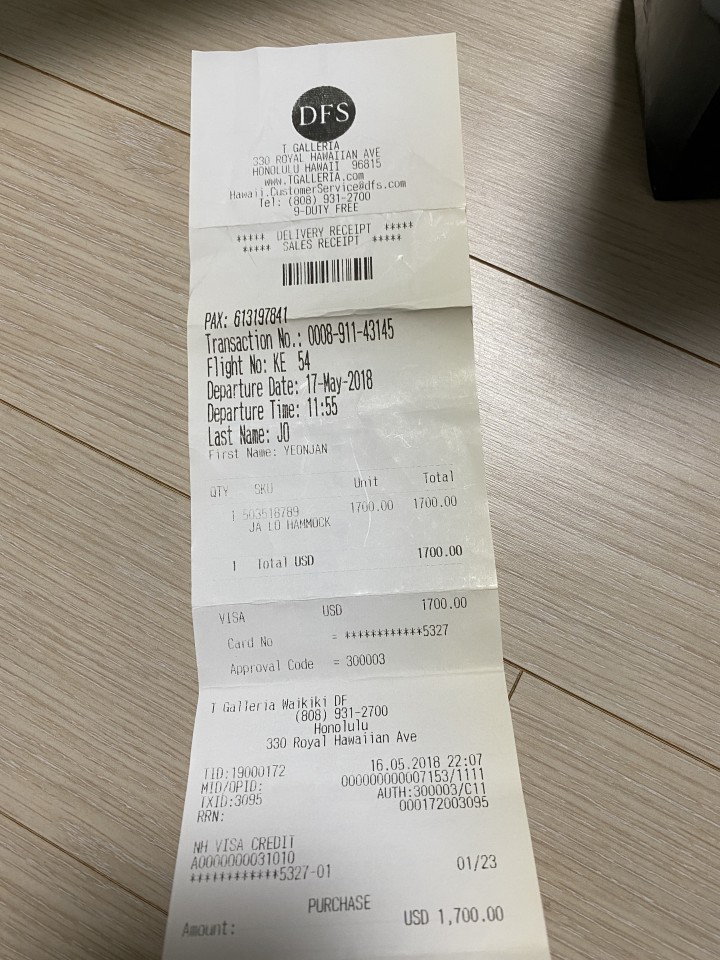 DFS
T GALLERIA
330 ROYAL HAWAIIAN AVE
HONOLULU HAWAII 96815
www.TGALLERIA.com
Hawaii.CustomerService@dfs.com
Tel: (808) 931-2700
9-DUTY FREE
***** DELIVERY RECEIPT *****
***** SALES RECEIPT *****
PAX: 613197841
Transaction No.: 0008-911-43145
Flight No: KE 54
Departure Date: 17-May-2018
Departure Time: 11:55
Last Name: JO
First Name: YEONJAN
QTY SKU Unit Total
1 503518789 1700.00 1700.00
JA LO HAMMOCK
1 Total USD 1700.00
VISA USD 1700.00
Card No = ************5327
Approval Code = 300003
T Galleria Waikiki DF
(808) 931-2700
Honolulu
330 Royal Hawaiian Ave
TID:19000172 16.05.2018 22:07
MID/OPID: 000000000007153/1111
TXID:3095 AUTH:300003/C11
RRN: 000172003095
NH VISA CREDIT
A0000000031010
************5327-01 01/23
PURCHASE
Amount: USD 1,700.00